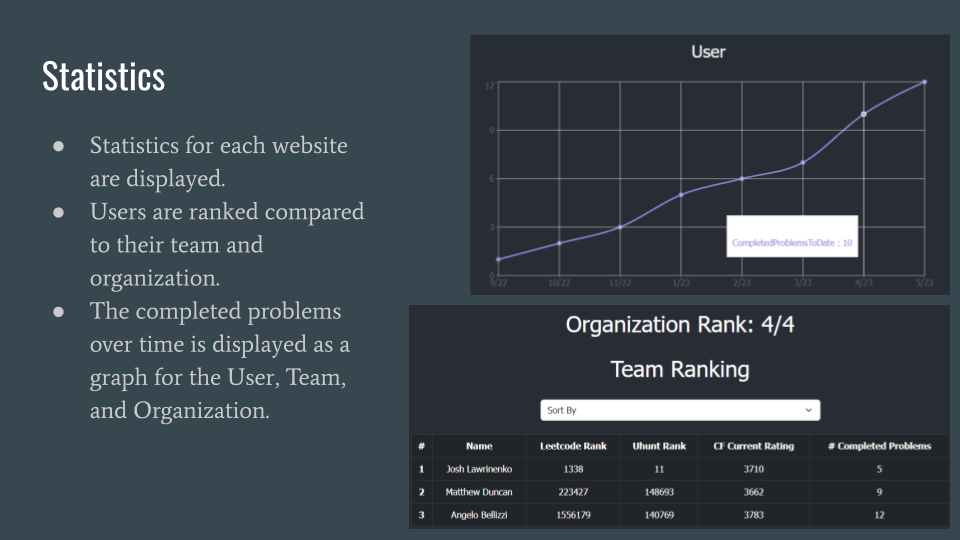 Statistics
● Statistics for each website
are displayed.
● Users are ranked compared
to their team and
organization.
● The completed problems
over time is displayed as a
graph for the User, Team,
and Organization.
User
12
9
6
3
0
9/22 10/22 11/22 1/23 2/23 3/23 4/23 5/23
CompletedProblemsToDate : 10
Organization Rank: 4/4
Team Ranking
Sort By
# Name Leetcode Rank Uhunt Rank CF Current Rating # Completed Problems
1 Josh Lawrinenko 1338 11 3710 5
2 Matthew Duncan 223427 148693 3662 9
3 Angelo Bellizzi 1556179 140769 3783 12